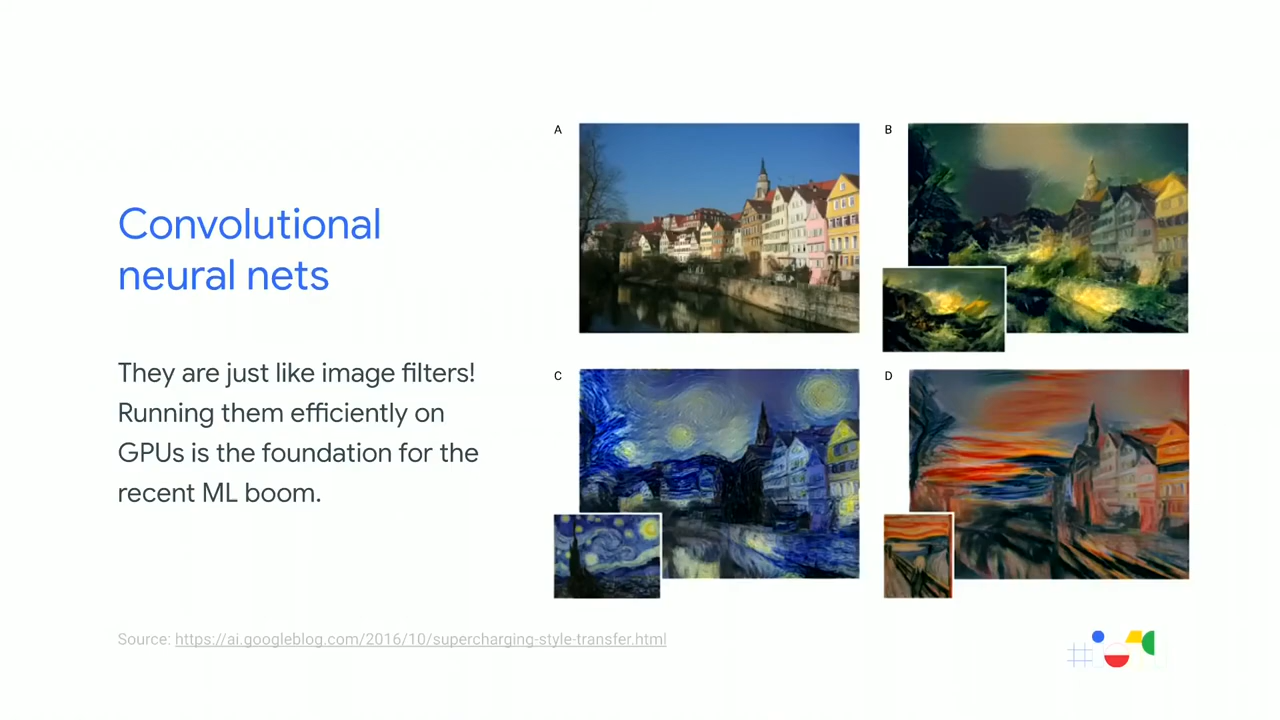 Convolutional
neural nets
They are just like image filters!
Running them efficiently on
GPUs is the foundation for the
recent ML boom.
A
B
C
D
Source: https://ai.googleblog.com/2016/10/supercharging-style-transfer.html